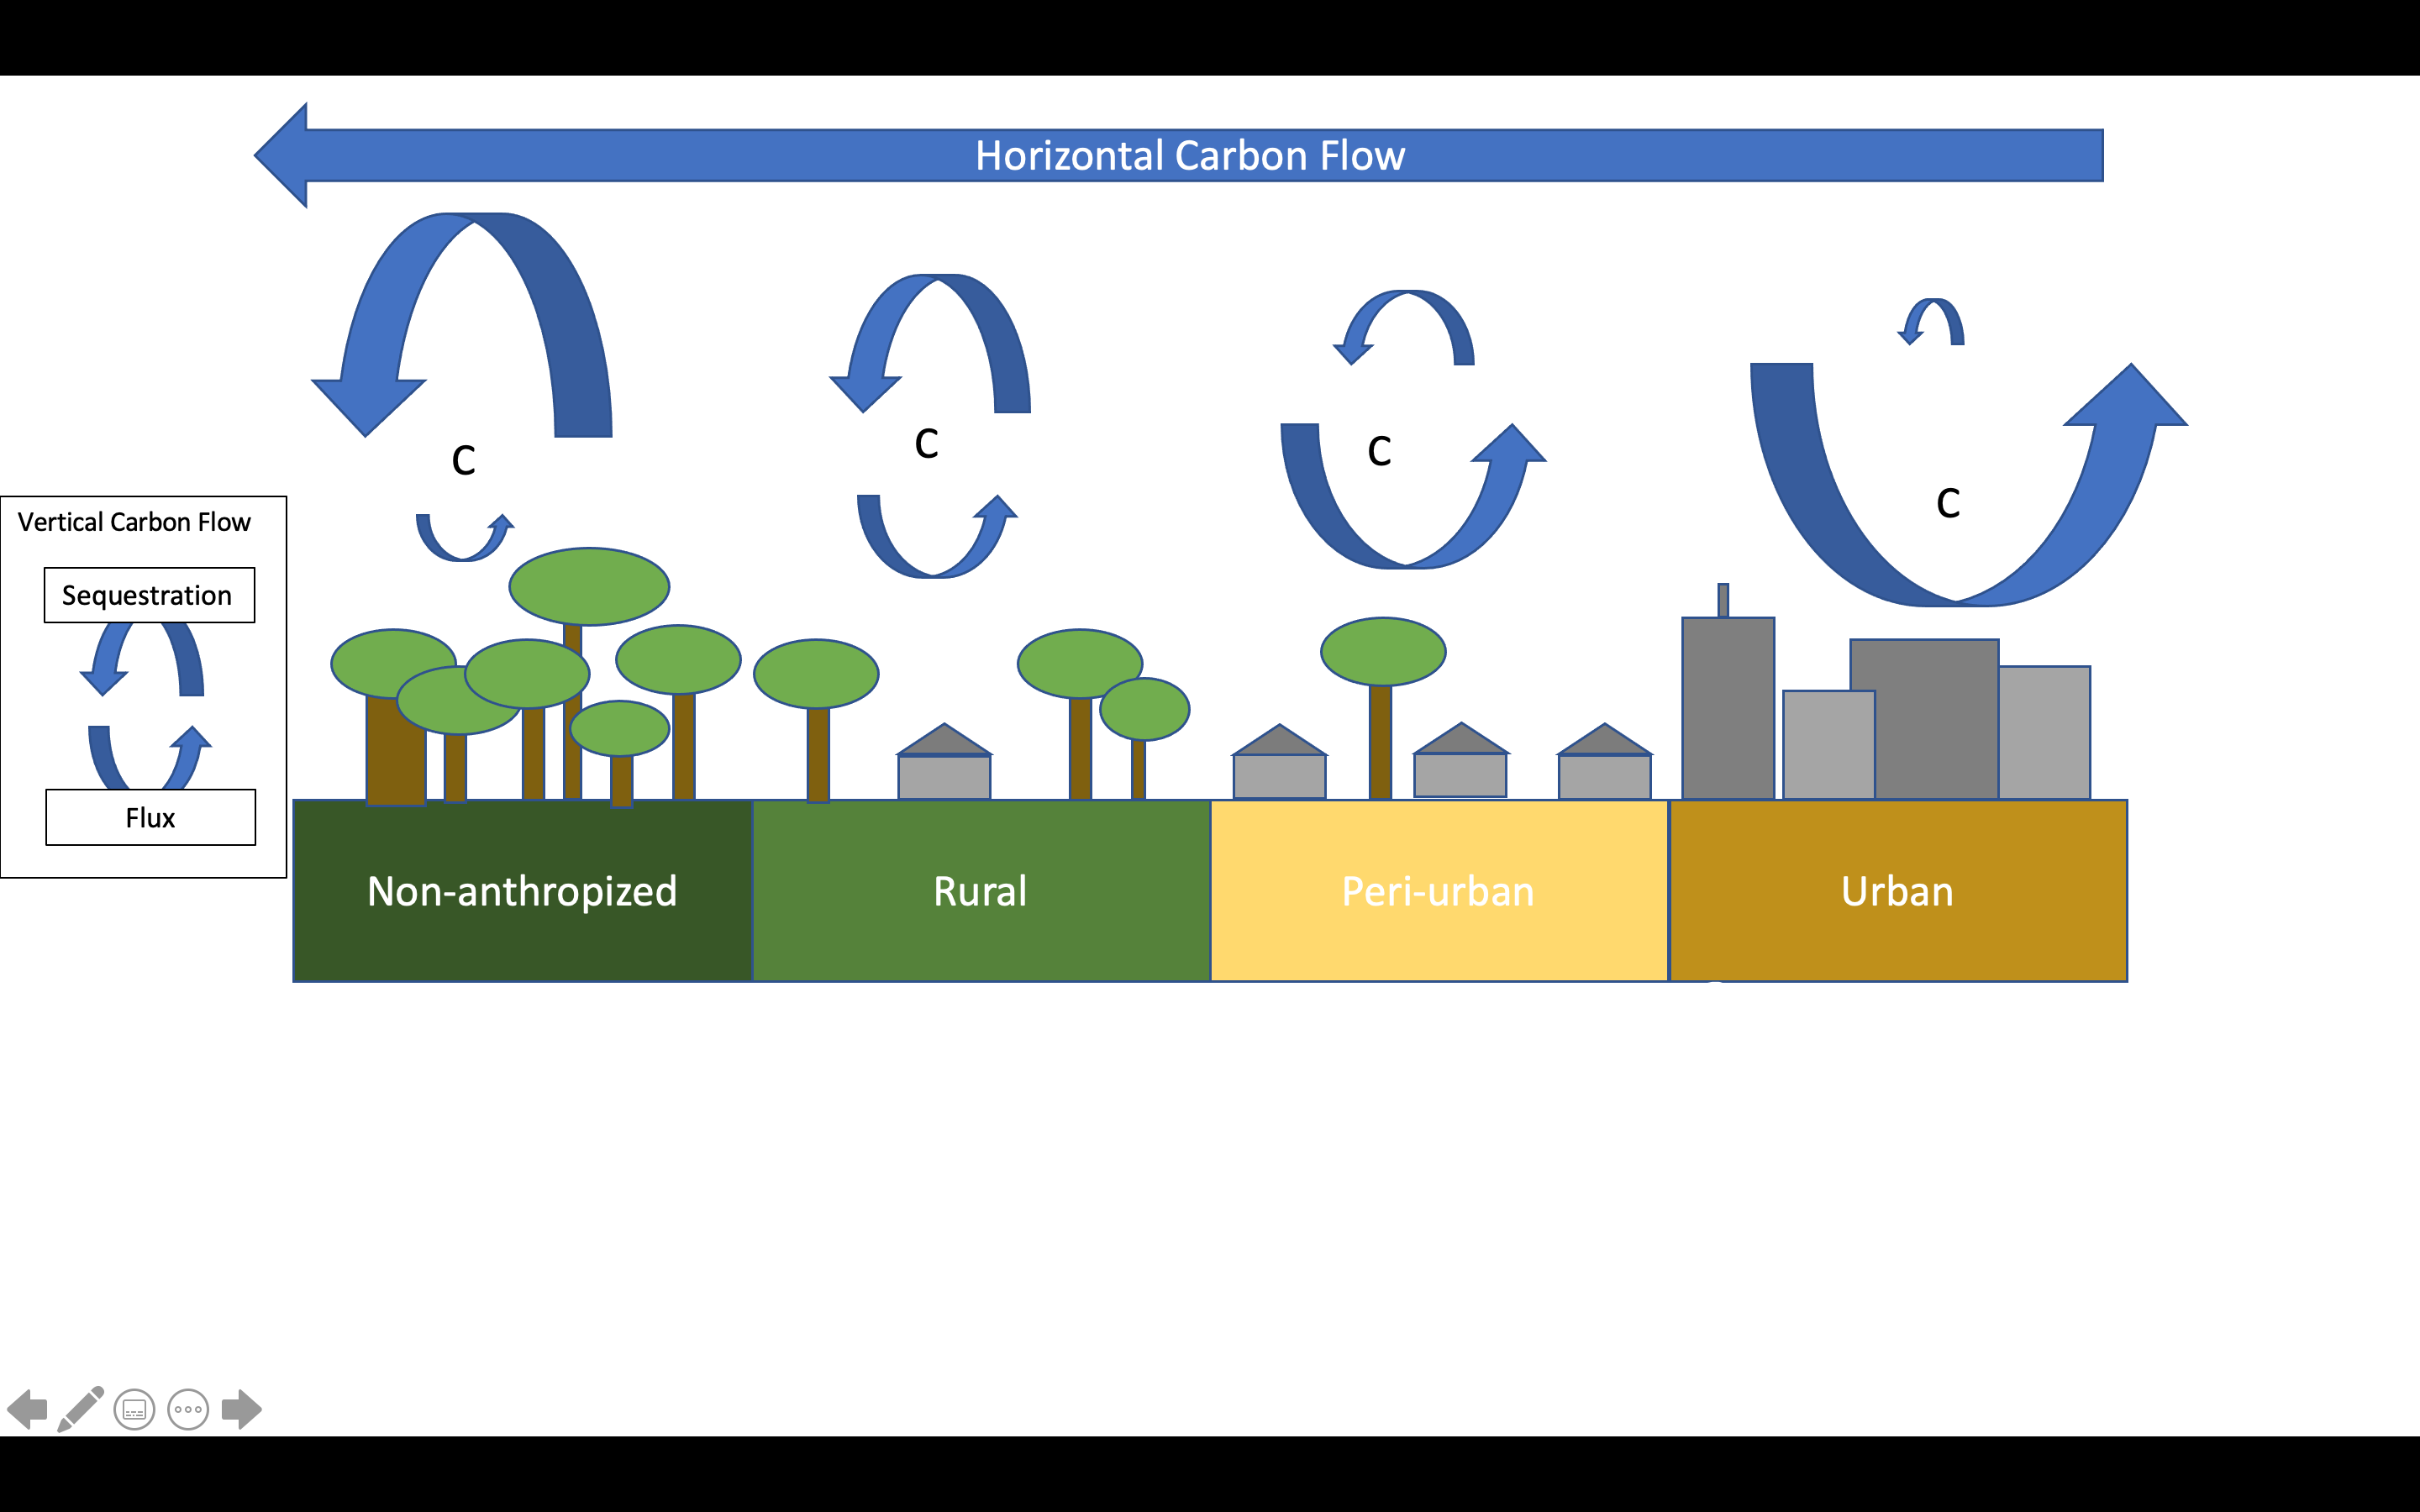 Horizontal Carbon Flow
C
C
C
C
Vertical Carbon Flow
Sequestration
Flux
Non-anthropized
Rural
Peri-urban
Urban